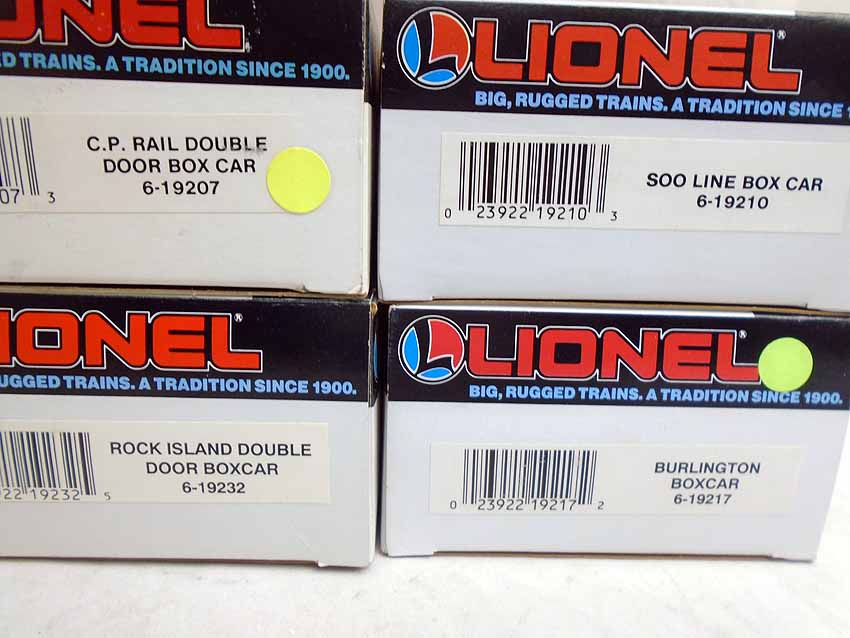 NEL
D TRAINS. A TRADITION SINCE 1900.
C.P. RAIL DOUBLE
DOOR BOX CAR
6-19207
07 3
LIONEL®
BIG, RUGGED TRAINS. A TRADITION SINCE 1
SOO LINE BOX CAR
6-19210
0 23922 19210 3
IONEL®
UGGED TRAINS. A TRADITION SINCE 1900.
ROCK ISLAND DOUBLE
DOOR BOXCAR
6-19232
22 19232 5
LIONEL®
BIG, RUGGED TRAINS. A TRADITION SINCE 1900.
BURLINGTON
BOXCAR
6-19217
0 23922 19217 2